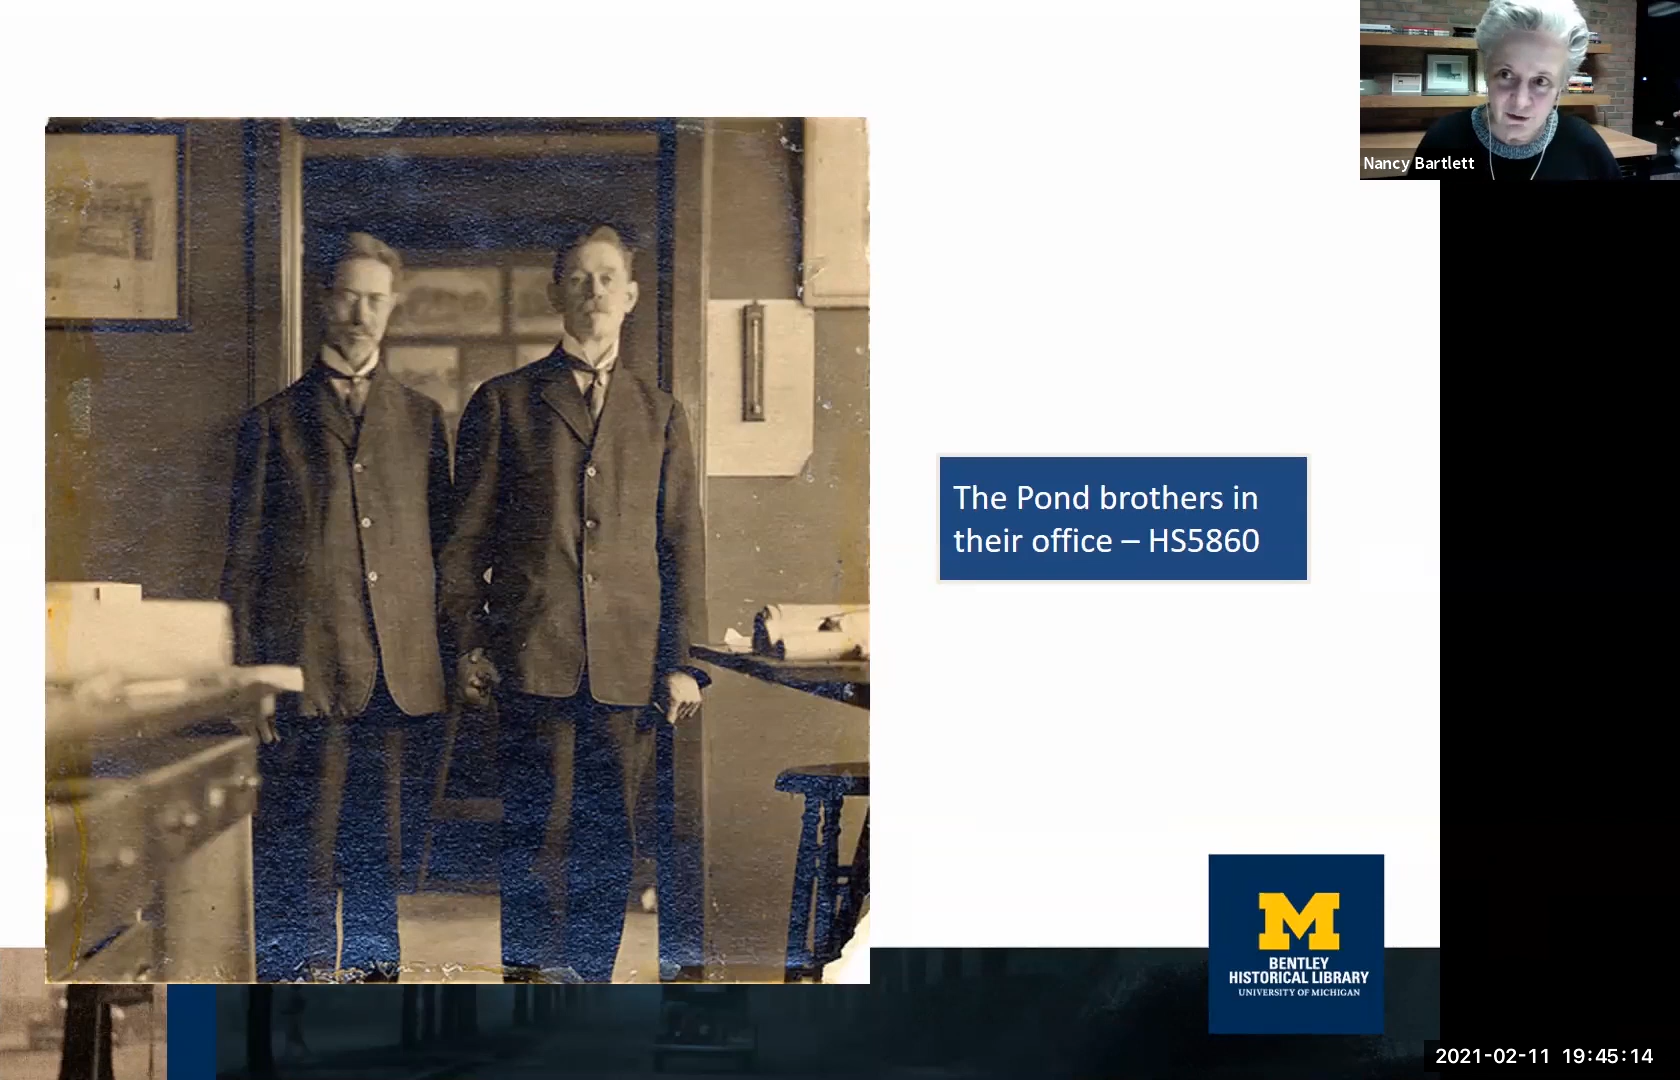 Nancy Bartlett
The Pond brothers in
their office – HS5860
M
BENTLEY
HISTORICAL LIBRARY
UNIVERSITY OF MICHIGAN
2021-02-11 19:45:14